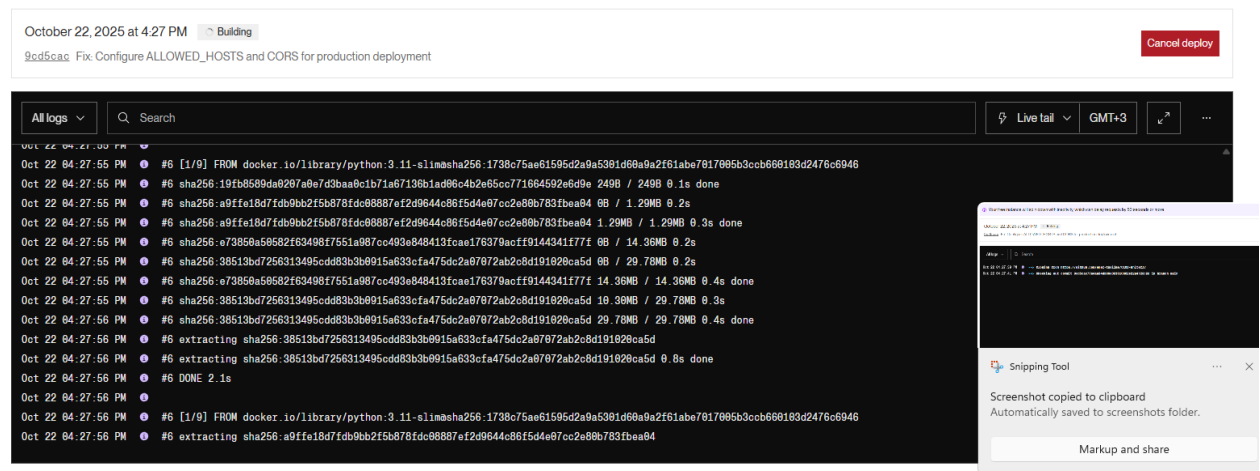 October 22, 2025 at 4:27 PM Building
9cd5cac Fix: Configure ALLOWED_HOSTS and CORS for production deployment
Cancel deploy
All logs Search Live tail GMT+3
Oct 22 04:27:55 PM
Oct 22 04:27:55 PM #6 [1/9] FROM docker.io/library/python:3.11-slim@sha256:1738c75ae61595d2a9a5301d60a9a2f61abe7017005b3ccb660103d2476c6946
Oct 22 04:27:55 PM #6 sha256:19fb8589da0207a0e7d3baa0c1b71a67136b1ad06c4b2e65cc771664592e6d9e 249B / 249B 0.1s done
Oct 22 04:27:55 PM #6 sha256:a9ffe18d7fdb9bb2f5b878fdc08887ef2d9644c86f5d4e07cc2e80b783fbea04 0B / 1.29MB 0.2s
Oct 22 04:27:55 PM #6 sha256:a9ffe18d7fdb9bb2f5b878fdc08887ef2d9644c86f5d4e07cc2e80b783fbea04 1.29MB / 1.29MB 0.3s done
Oct 22 04:27:55 PM #6 sha256:e73850a50582f63498f7551a987cc493e848413fcae176379acff9144341f77f 0B / 14.36MB 0.2s
Oct 22 04:27:55 PM #6 sha256:38513bd7256313495cdd83b3b0915a633cfa475dc2a07072ab2c8d191020ca5d 0B / 29.78MB 0.2s
Oct 22 04:27:56 PM #6 sha256:e73850a50582f63498f7551a987cc493e848413fcae176379acff9144341f77f 14.36MB / 14.36MB 0.4s done
Oct 22 04:27:56 PM #6 sha256:38513bd7256313495cdd83b3b0915a633cfa475dc2a07072ab2c8d191020ca5d 10.30MB / 29.78MB 0.3s
Oct 22 04:27:56 PM #6 sha256:38513bd7256313495cdd83b3b0915a633cfa475dc2a07072ab2c8d191020ca5d 29.78MB / 29.78MB 0.4s done
Oct 22 04:27:56 PM #6 extracting sha256:38513bd7256313495cdd83b3b0915a633cfa475dc2a07072ab2c8d191020ca5d
Oct 22 04:27:56 PM #6 extracting sha256:38513bd7256313495cdd83b3b0915a633cfa475dc2a07072ab2c8d191020ca5d 0.8s done
Oct 22 04:27:56 PM #6 DONE 2.1s
Oct 22 04:27:56 PM
Oct 22 04:27:56 PM #6 [1/9] FROM docker.io/library/python:3.11-slim@sha256:1738c75ae61595d2a9a5301d60a9a2f61abe7017005b3ccb660103d2476c6946
Oct 22 04:27:56 PM #6 extracting sha256:a9ffe18d7fdb9bb2f5b878fdc08887ef2d9644c86f5d4e07cc2e80b783fbea04
Snipping Tool
Screenshot copied to clipboard
Automatically saved to screenshots folder.
Markup and share